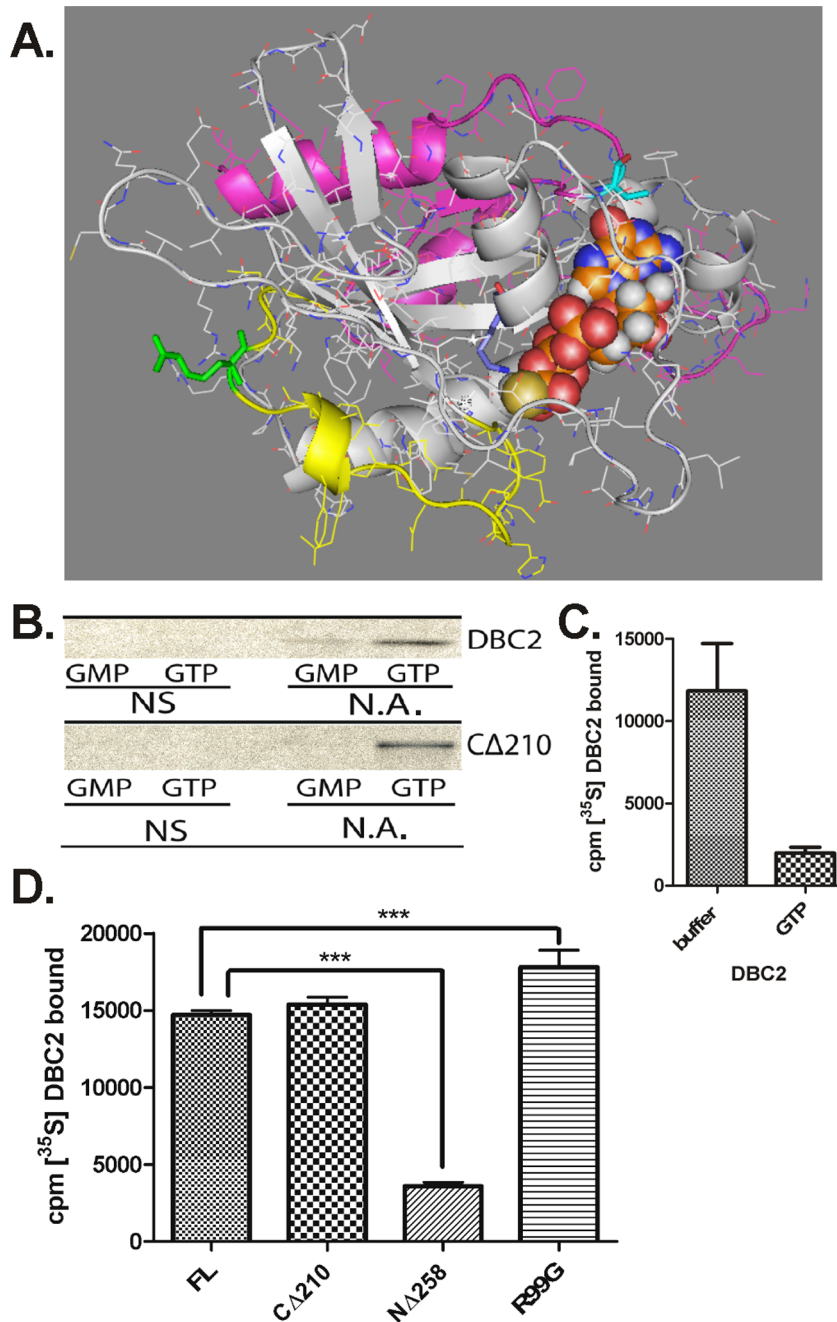 A.
B.
DBC2
GMP GTP GMP GTP
NS N.A.
CΔ210
GMP GTP GMP GTP
NS N.A.
C.
cpm [³⁵S] DBC2 bound
15000
10000
5000
0
buffer GTP
DBC2
D.
cpm [³⁵S] DBC2 bound
20000
15000
10000
5000
0
***
***
FL CΔ210 NΔ258 R99G